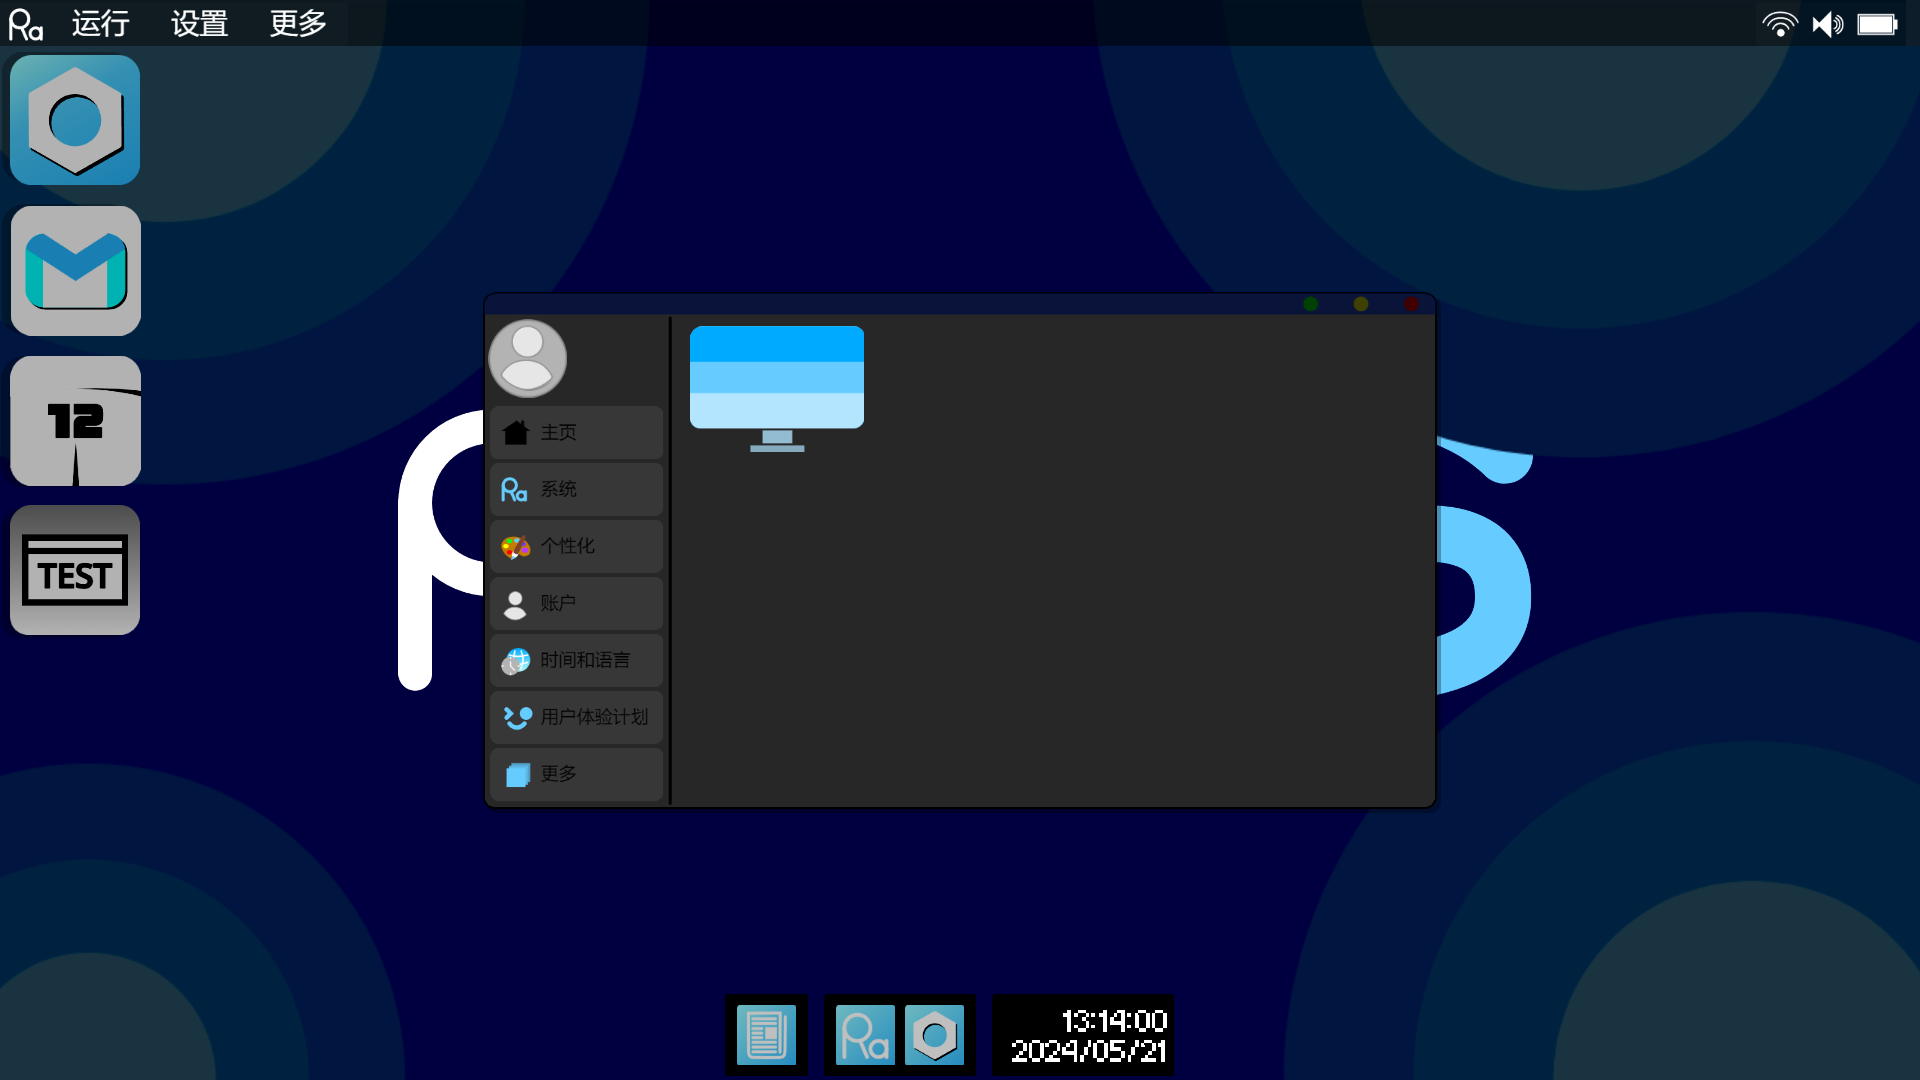 Ra 运行 设置 更多
12
TEST
主页
Ra 系统
个性化
账户
时间和语言
用户体验计划
更多
Ra
13:14:00
2024/05/21